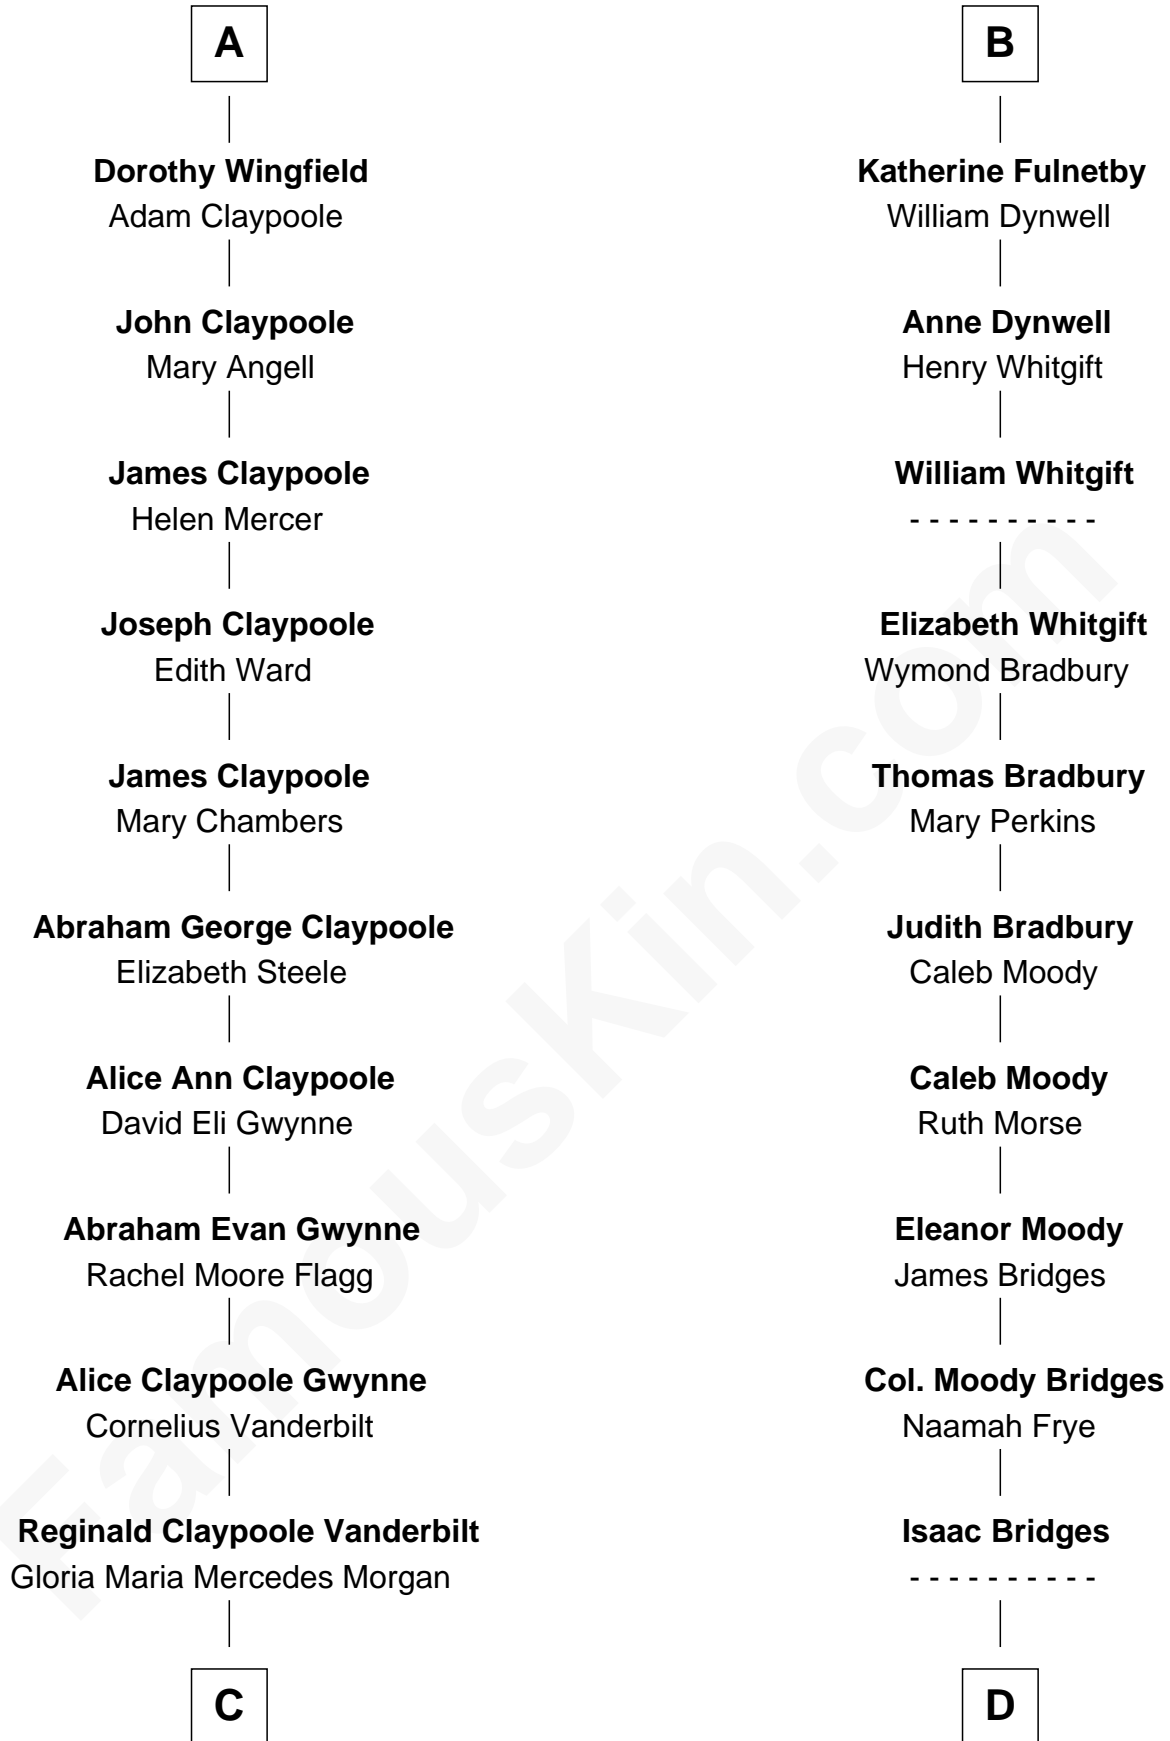 A
Dorothy Wingfield
Adam Claypoole
John Claypoole
Mary Angell
James Claypoole
Helen Mercer
Joseph Claypoole
Edith Ward
James Claypoole
Mary Chambers
Abraham George Claypoole
Elizabeth Steele
Alice Ann Claypoole
David Eli Gwynne
Abraham Evan Gwynne
Rachel Moore Flagg
Alice Claypoole Gwynne
Cornelius Vanderbilt
Reginald Claypoole Vanderbilt
Gloria Maria Mercedes Morgan
C
B
Katherine Fulnetby
William Dynwell
Anne Dynwell
Henry Whitgift
William Whitgift
- - - - - - - - - -
Elizabeth Whitgift
Wymond Bradbury
Thomas Bradbury
Mary Perkins
Judith Bradbury
Caleb Moody
Caleb Moody
Ruth Morse
Eleanor Moody
James Bridges
Col. Moody Bridges
Naamah Frye
Isaac Bridges
- - - - - - - - - -
D
FamousKin.com